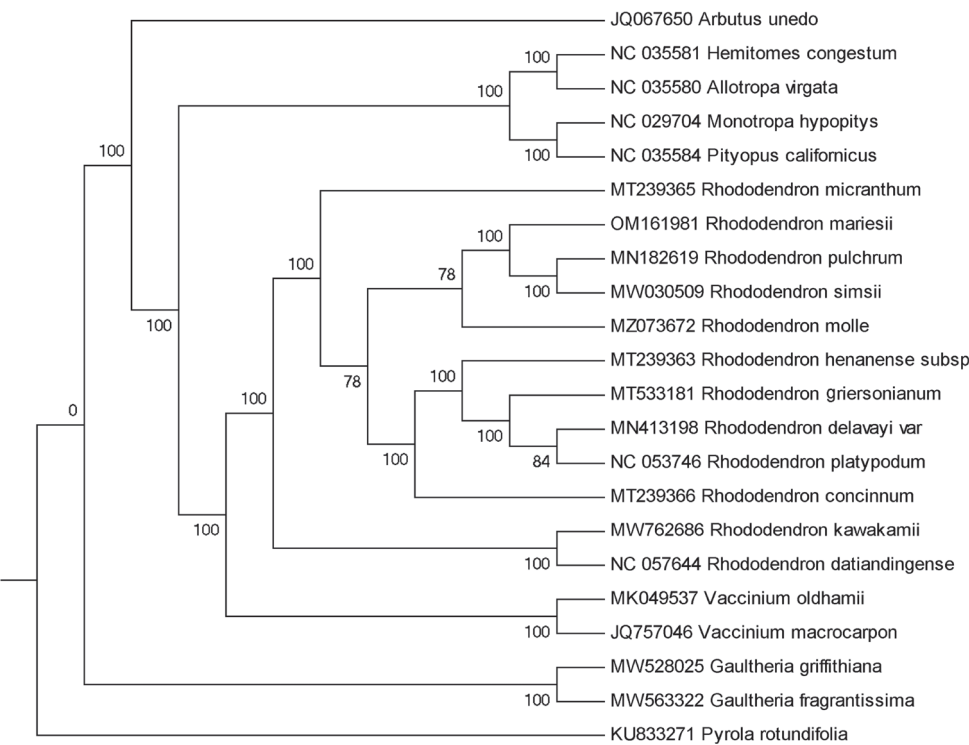 JQ067650 Arbutus unedo
100 NC 035581 Hemitomes congestum
100 NC 035580 Allotropa virgata
NC 029704 Monotropa hypopitys
100 100 NC 035584 Pityopus californicus
MT239365 Rhododendron micranthum
OM161981 Rhododendron mariesii
100
100 78 MN182619 Rhododendron pulchrum
100 MW030509 Rhododendron simsii
100 MZ073672 Rhododendron molle
MT239363 Rhododendron henanense subsp
78 100
100 MT533181 Rhododendron griersonianum
0 100 MN413198 Rhododendron delavayi var
100 84 NC 053746 Rhododendron platypodum
MT239366 Rhododendron concinnum
100 MW762686 Rhododendron kawakamii
100 NC 057644 Rhododendron datiandingense
MK049537 Vaccinium oldhamii
100 JQ757046 Vaccinium macrocarpon
MW528025 Gaultheria griffithiana
100 MW563322 Gaultheria fragrantissima
KU833271 Pyrola rotundifolia